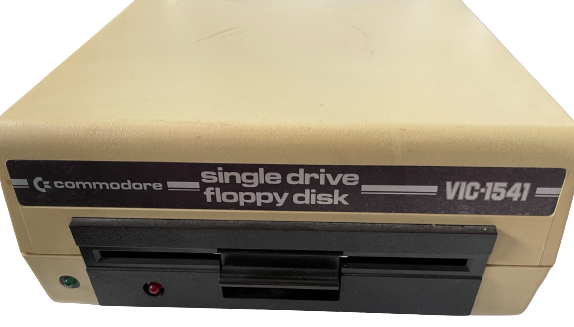 commodore
single drive
floppy disk
VIC-1541